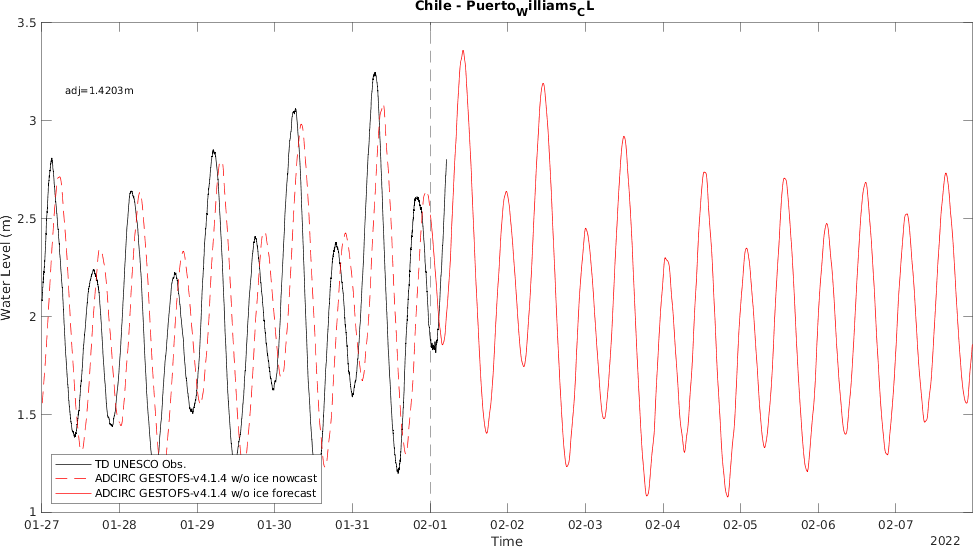 Chile - Puerto_Williams_CL
3.5
adj=1.4203m
3
2.5
Water Level (m)
2
1.5
TD UNESCO Obs.
ADCIRC GESTOFS-v4.1.4 w/o ice nowcast
ADCIRC GESTOFS-v4.1.4 w/o ice forecast
1
01-27 01-28 01-29 01-30 01-31 02-01 02-02 02-03 02-04 02-05 02-06 02-07
Time
2022